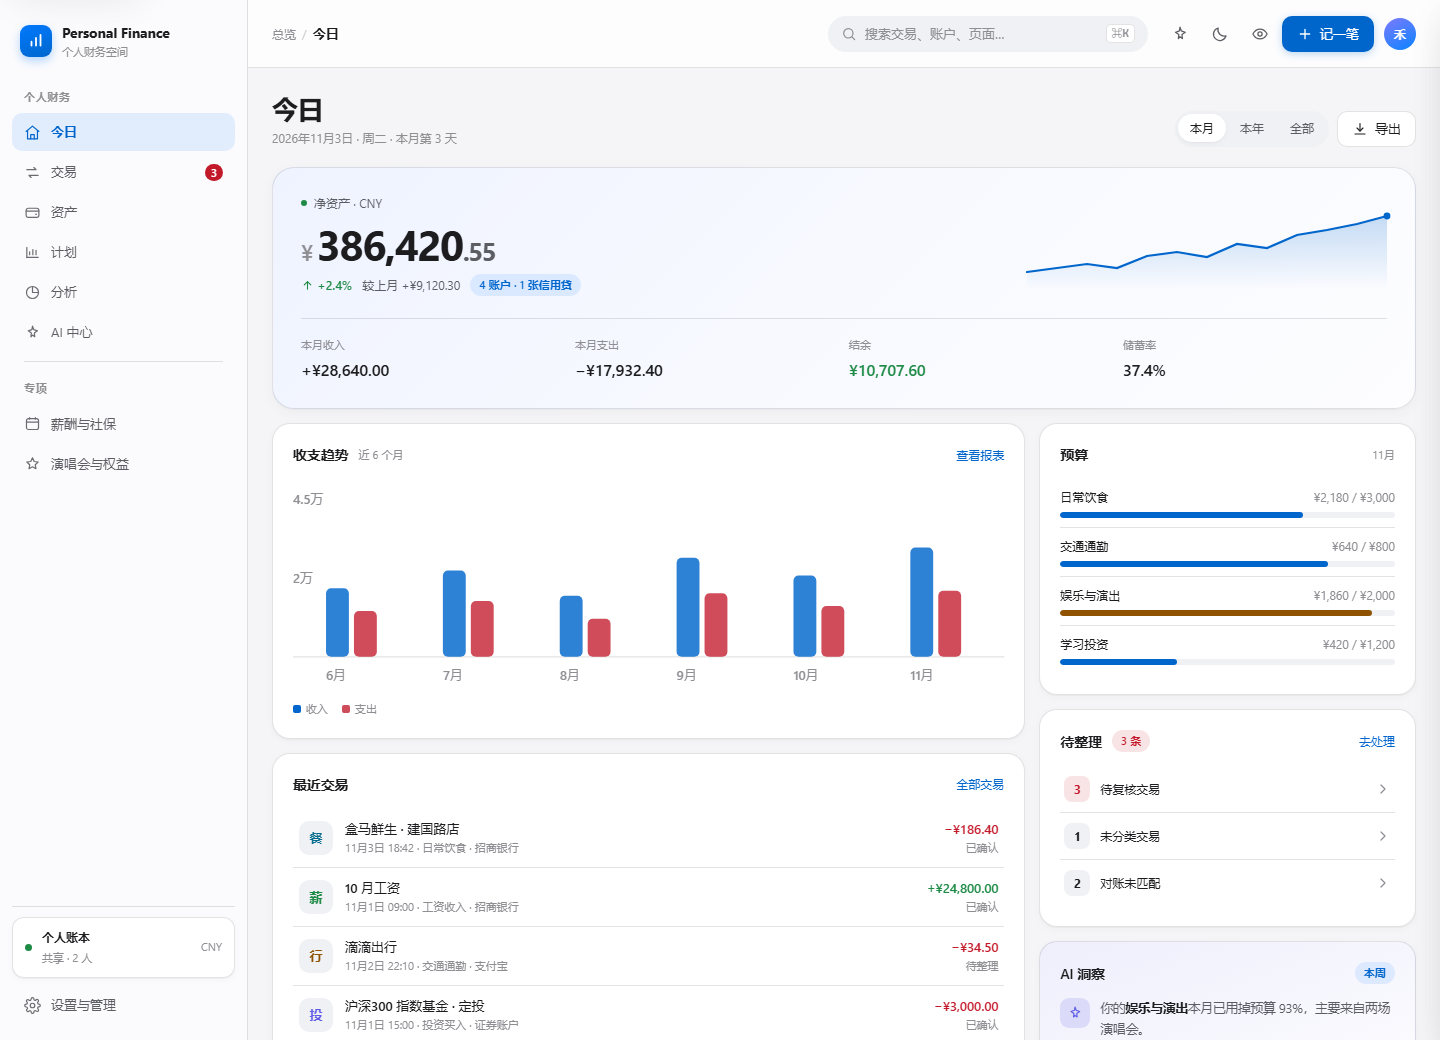 Personal Finance
个人财务空间
个人财务
今日
交易 3
资产
计划
分析
AI 中心
专项
薪酬与社保
演唱会与权益
个人账本
共享 · 2 人
CNY
设置与管理
总览 / 今日
搜索交易、账户、页面... ⌘K
记一笔
禾
今日
2026年11月3日 · 周二 · 本月第 3 天
本月 本年 全部
导出
净资产 · CNY
¥ 386,420.55
↑ +2.4% 较上月 +¥9,120.30 4 账户 · 1 张信用贷
本月收入 本月支出 结余 储蓄率
+¥28,640.00 −¥17,932.40 ¥10,707.60 37.4%
收支趋势 近 6 个月 查看报表
4.5万
2万
6月 7月 8月 9月 10月 11月
收入 支出
最近交易 全部交易
餐 盒马鲜生 · 建国路店 −¥186.40
11月3日 18:42 · 日常饮食 · 招商银行 已确认
薪 10 月工资 +¥24,800.00
11月1日 09:00 · 工资收入 · 招商银行 已确认
行 滴滴出行 −¥34.50
11月2日 22:10 · 交通通勤 · 支付宝 待整理
投 沪深300 指数基金 · 定投 −¥3,000.00
11月1日 15:00 · 投资买入 · 证券账户 已确认
预算 11月
日常饮食 ¥2,180 / ¥3,000
交通通勤 ¥640 / ¥800
娱乐与演出 ¥1,860 / ¥2,000
学习投资 ¥420 / ¥1,200
待整理 3 条 去处理
3 待复核交易
1 未分类交易
2 对账未匹配
AI 洞察 本周
你的娱乐与演出本月已用掉预算 93%，主要来自两场
演唱会。